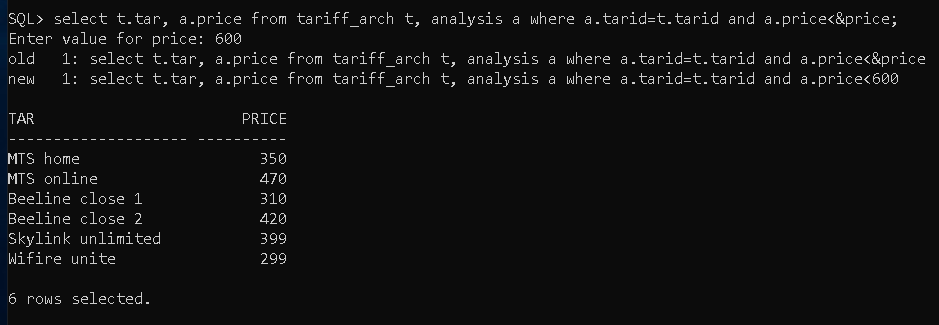 SQL> select t.tar, a.price from tariff_arch t, analysis a where a.tarid=t.tarid and a.price<&price;
Enter value for price: 600
old   1: select t.tar, a.price from tariff_arch t, analysis a where a.tarid=t.tarid and a.price<&price
new   1: select t.tar, a.price from tariff_arch t, analysis a where a.tarid=t.tarid and a.price<600
TAR                       PRICE
-------------------- ----------
MTS home                    350
MTS online                  470
Beeline close 1             310
Beeline close 2             420
Skylink unlimited           399
Wifire unite                299
6 rows selected.